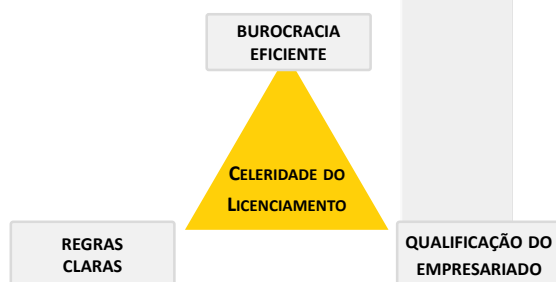 BUROCRACIA
EFICIENTE
CELERIDADE DO
LICENCIAMENTO
REGRAS
CLARAS
QUALIFICAÇÃO DO
EMPRESARIADO